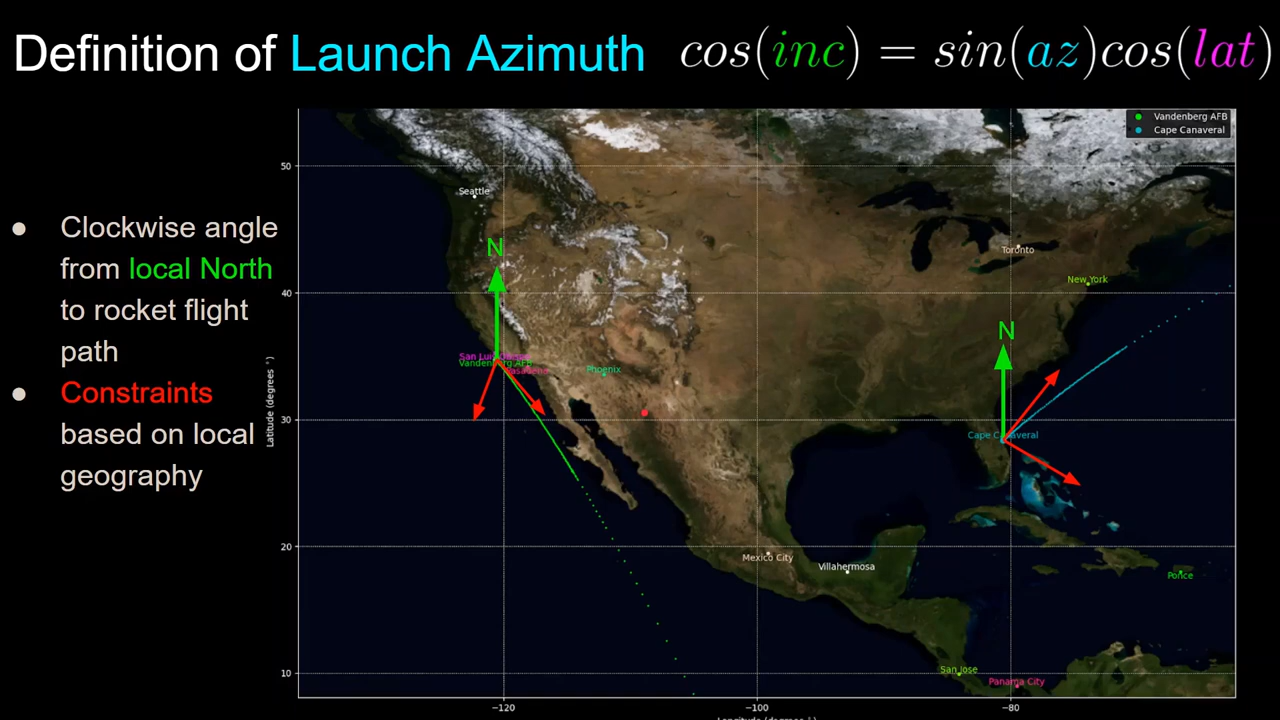 Definition of Launch Azimuth
cos(inc) = sin(az)cos(lat)
● Clockwise angle
from local North
to rocket flight
path
● Constraints
based on local
geography
Vandenberg AFB
Cape Canaveral
50
Seattle
N
Toronto
New York
40
N
San Luis
Vandenberg AFB
Pasadena
Phoenix
Latitude (degrees °)
30
Cape Canaveral
20
Mexico City
Villahermosa
Ponce
10
San Jose
Panama City
−120
−100
−80
Longitude (degrees °)